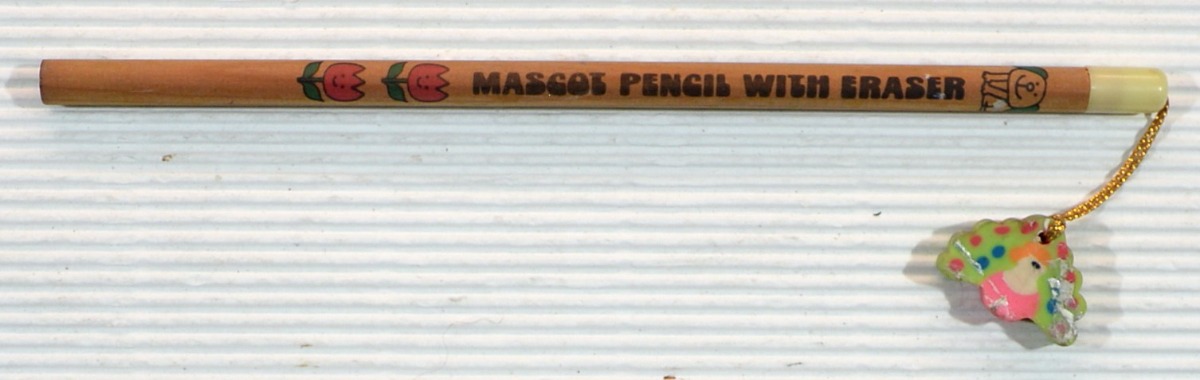 MASCOT PENCIL WITH ERASER